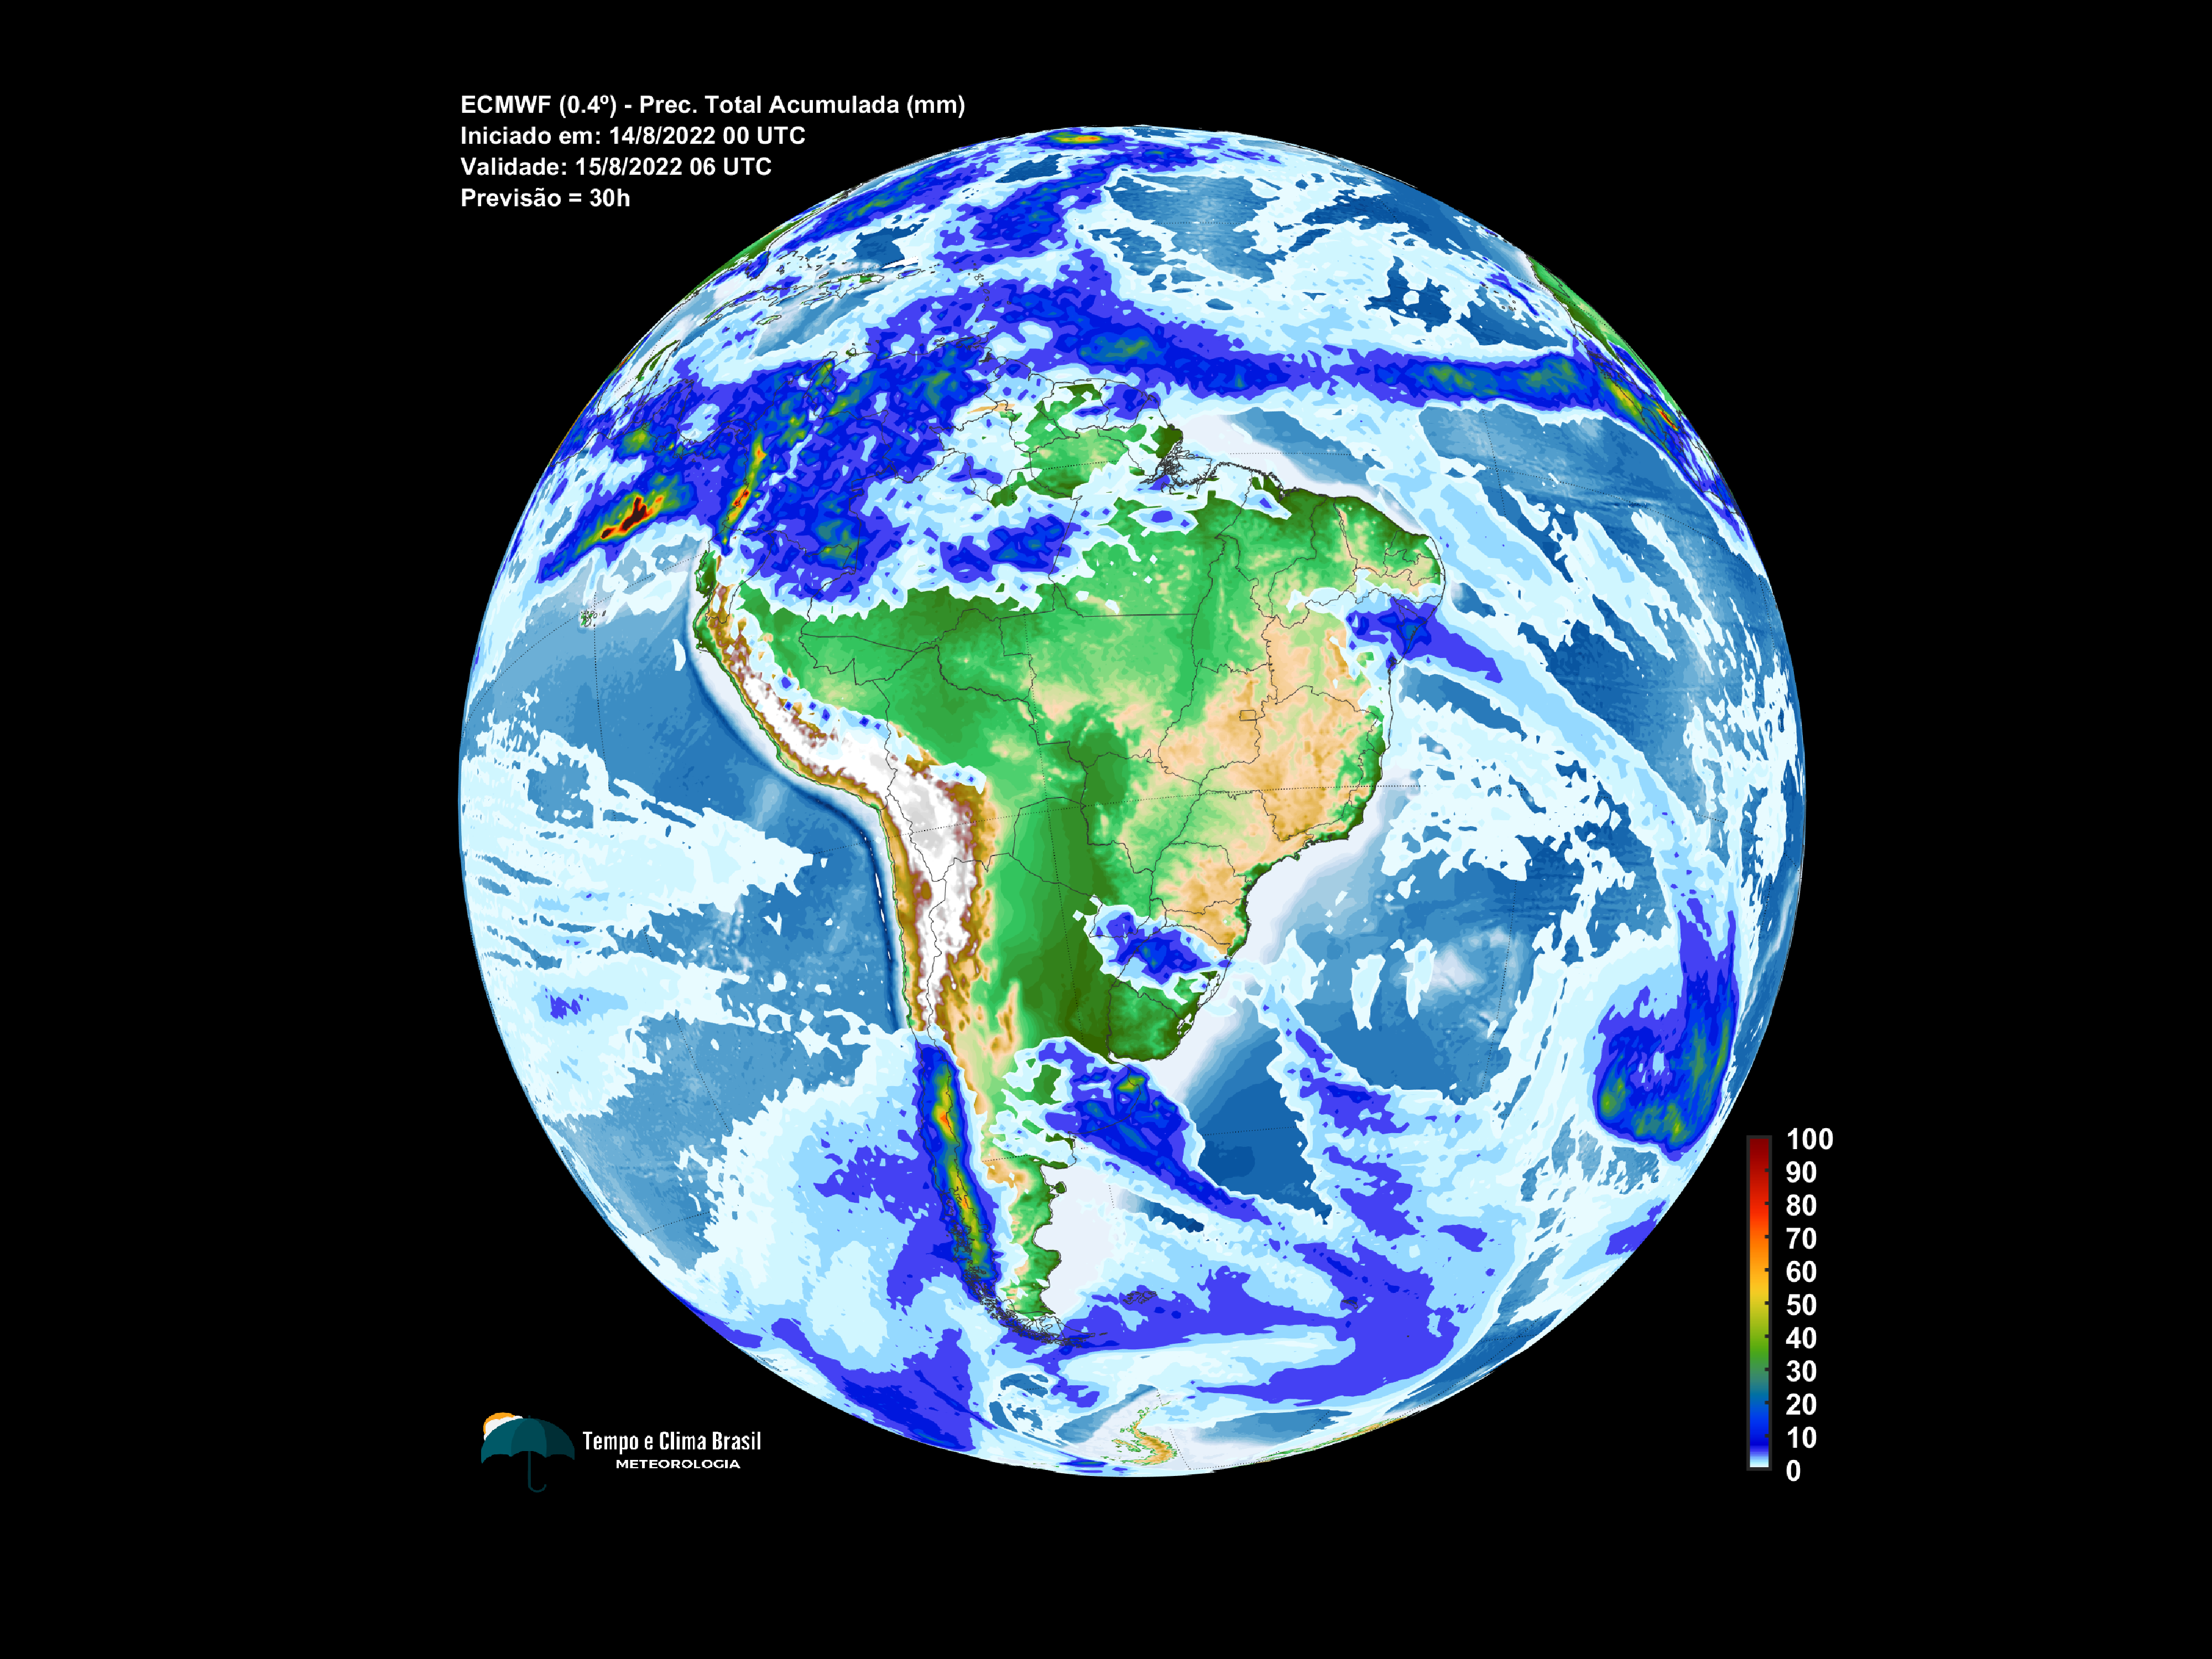 ECMWF (0.4º) - Prec. Total Acumulada (mm)
Iniciado em: 14/8/2022 00 UTC
Validade: 15/8/2022 06 UTC
Previsão = 30h
100
90
80
70
60
50
40
30
20
10
0
Tempo e Clima Brasil
METEOROLOGIA